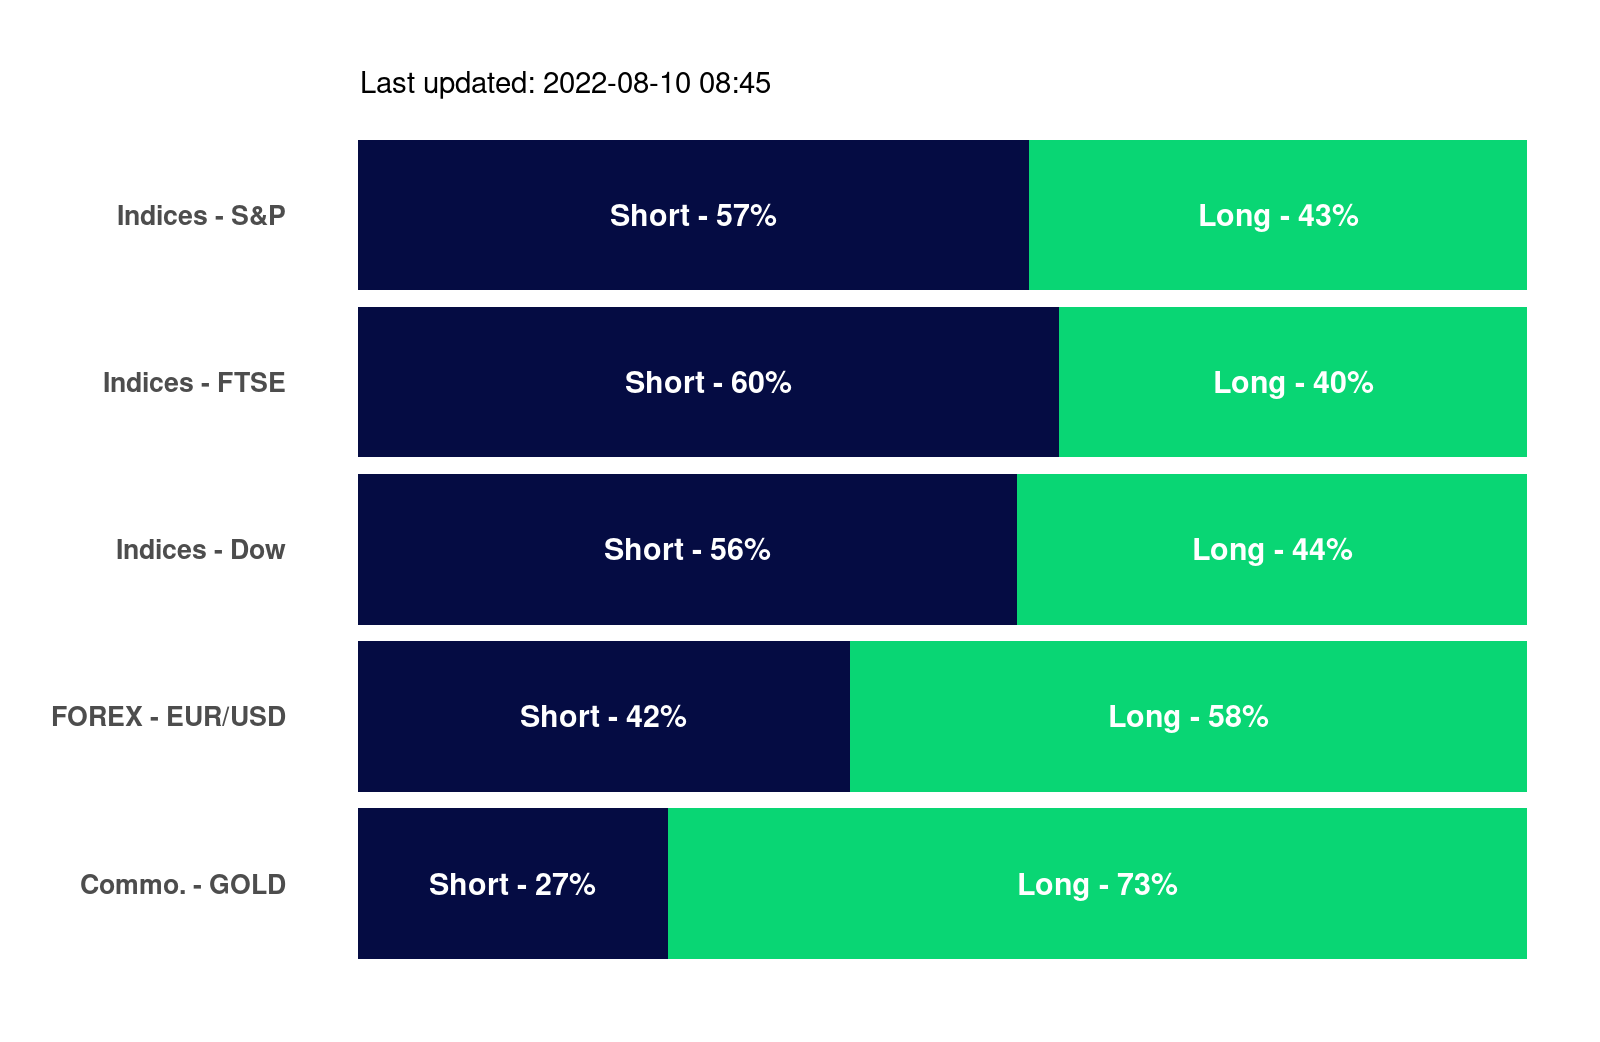 Last updated: 2022-08-10 08:45
Indices - S&P Short - 57% Long - 43%
Indices - FTSE Short - 60% Long - 40%
Indices - Dow Short - 56% Long - 44%
FOREX - EUR/USD Short - 42% Long - 58%
Commo. - GOLD Short - 27% Long - 73%